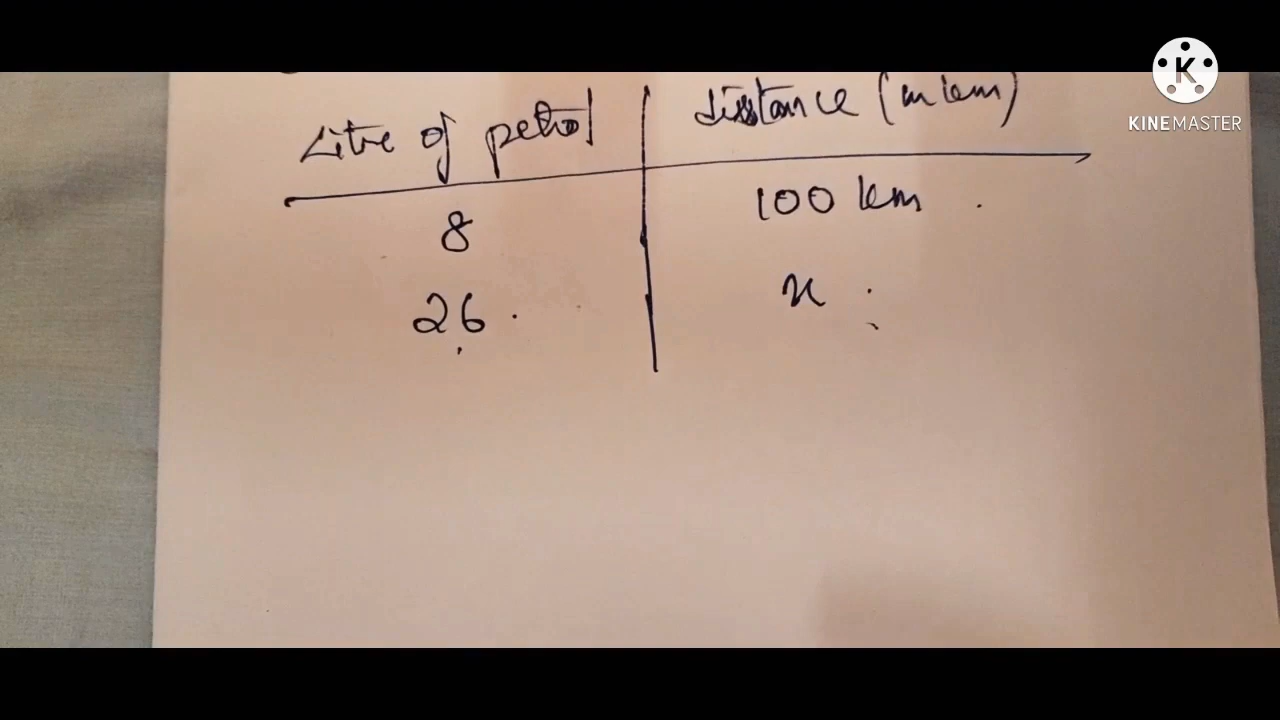 Litre of petrol
distance (in km)
8
100 km
26
x
K
KINEMASTER